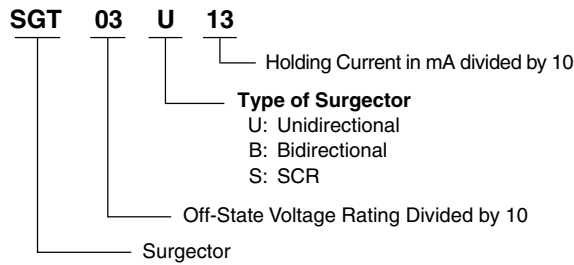 SGT 03 U 13
Holding Current in mA divided by 10
Type of Surgector
U: Unidirectional
B: Bidirectional
S: SCR
Off-State Voltage Rating Divided by 10
Surgector